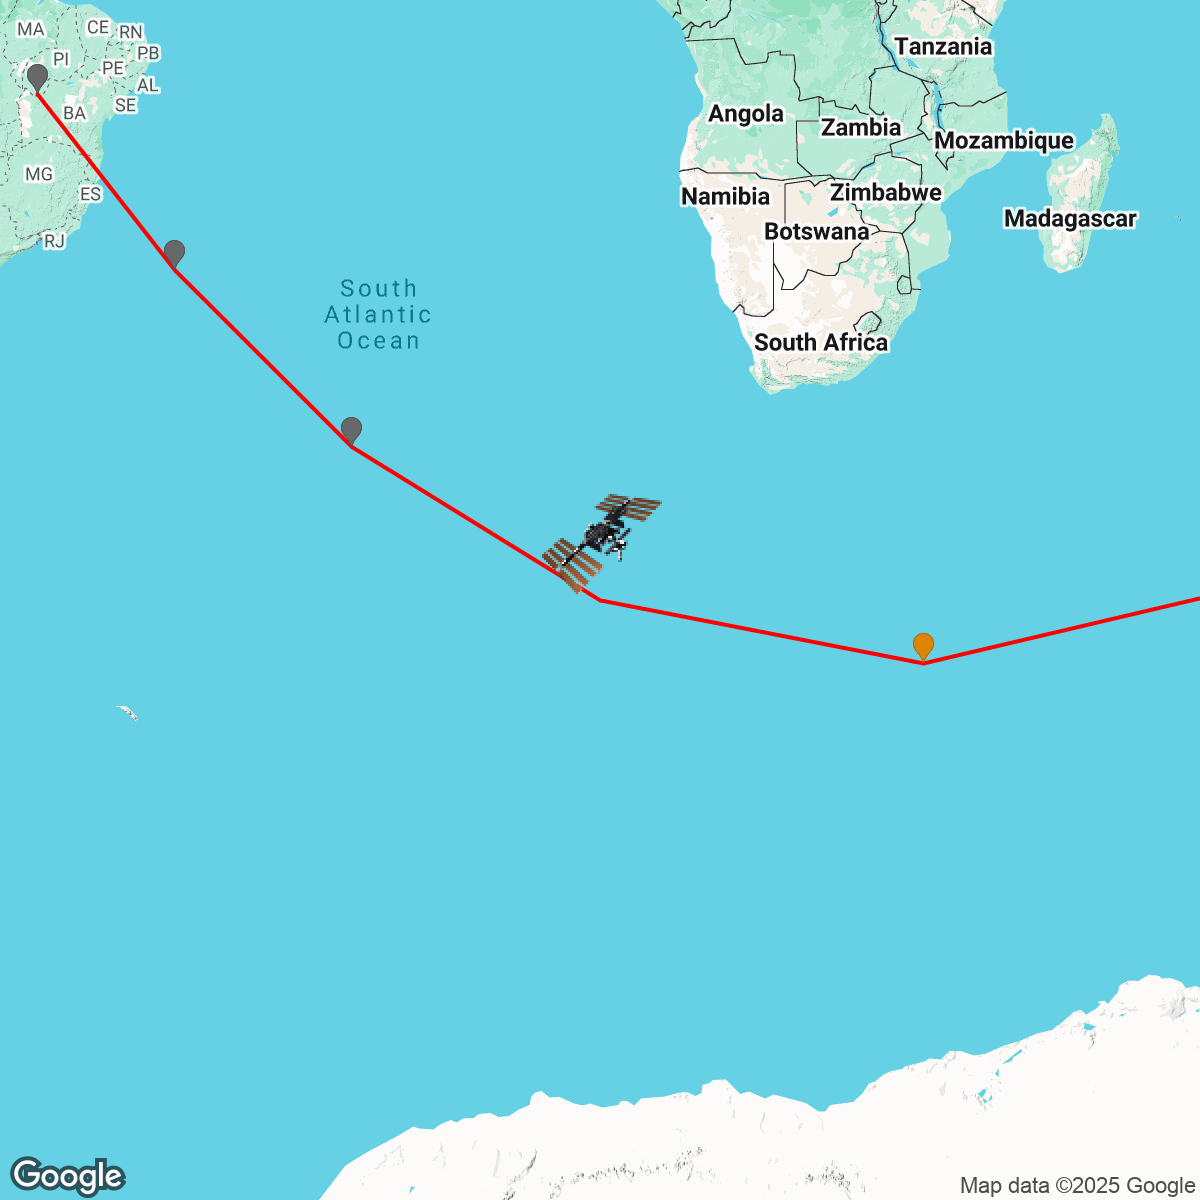 MA
CE
RN
PI
PB
PE
AL
BA
SE
MG
ES
RJ
Tanzania
Angola
Zambia
Mozambique
Namibia
Zimbabwe
Madagascar
Botswana
South
Atlantic
Ocean
South Africa
Google
Map data ©2025 Google